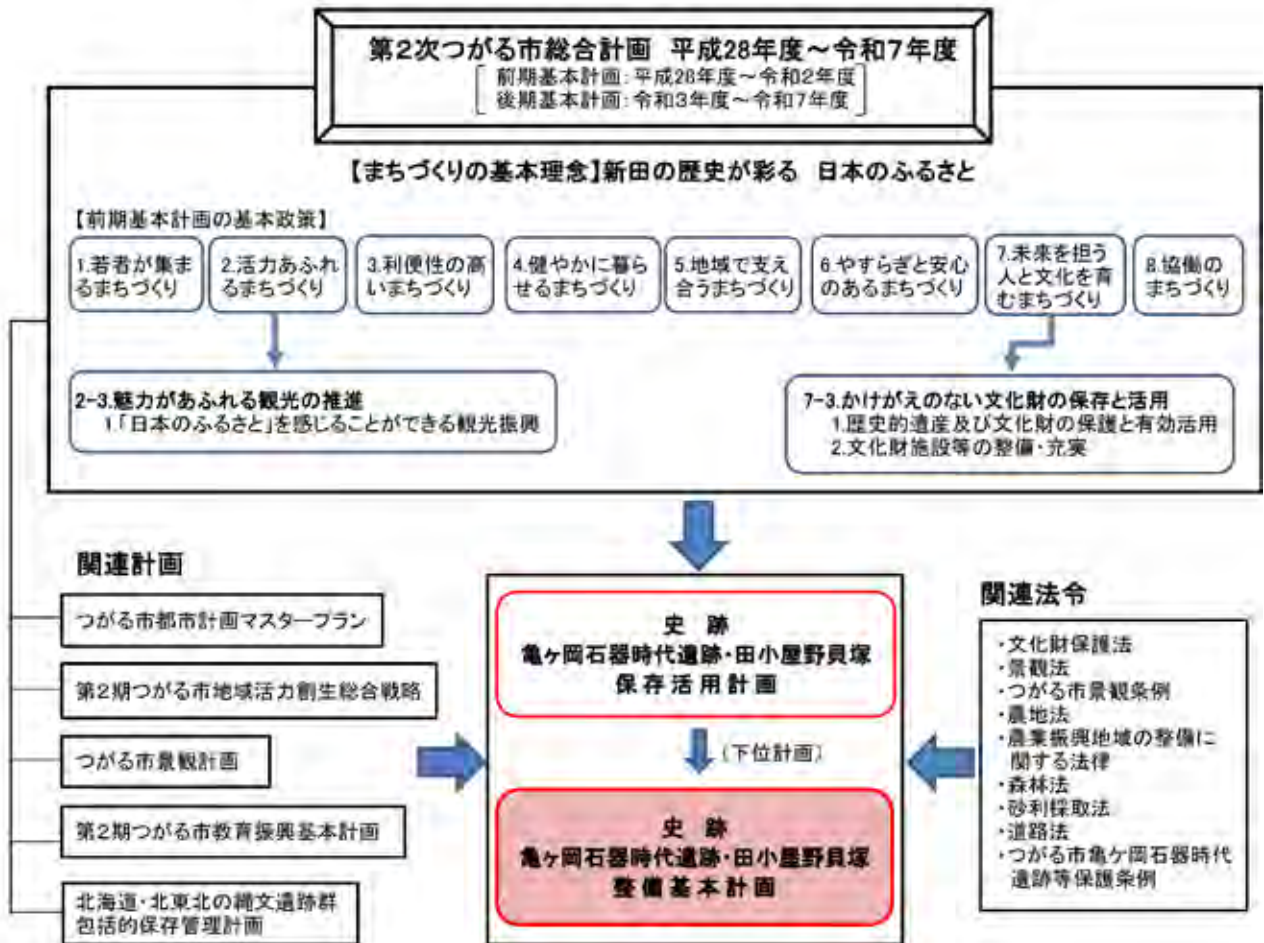 第2次つがる市総合計画 平成28年度～令和7年度
前期基本計画：平成28年度～令和2年度
後期基本計画：令和3年度～令和7年度
【まちづくりの基本理念】新田の歴史が彩る 日本のふるさと
【前期基本計画の基本政策】
1.若者が集ま
るまちづくり
2.活力あふれ
るまちづくり
3.利便性の高
いまちづくり
4.健やかに暮ら
せるまちづくり
5.地域で支え
合うまちづくり
6.やすらぎと安心
のあるまちづくり
7.未来を担う
人と文化を育
むまちづくり
8.協働の
まちづくり
2-3.魅力があふれる観光の推進
1.「日本のふるさと」を感じることができる観光振興
7-3.かけがえのない文化財の保存と活用
1.歴史的遺産及び文化財の保護と有効活用
2.文化財施設等の整備・充実
関連計画
つがる市都市計画マスタープラン
第2期つがる市地域活力創生総合戦略
つがる市景観計画
第2期つがる市教育振興基本計画
北海道・北東北の縄文遺跡群
包括的保存管理計画
史 跡
亀ヶ岡石器時代遺跡・田小屋野貝塚
保存活用計画
(下位計画)
史 跡
亀ヶ岡石器時代遺跡・田小屋野貝塚
整備基本計画
関連法令
・文化財保護法
・景観法
・つがる市景観条例
・農地法
・農業振興地域の整備に
関する法律
・森林法
・砂利採取法
・道路法
・つがる市亀ヶ岡石器時代
遺跡等保護条例